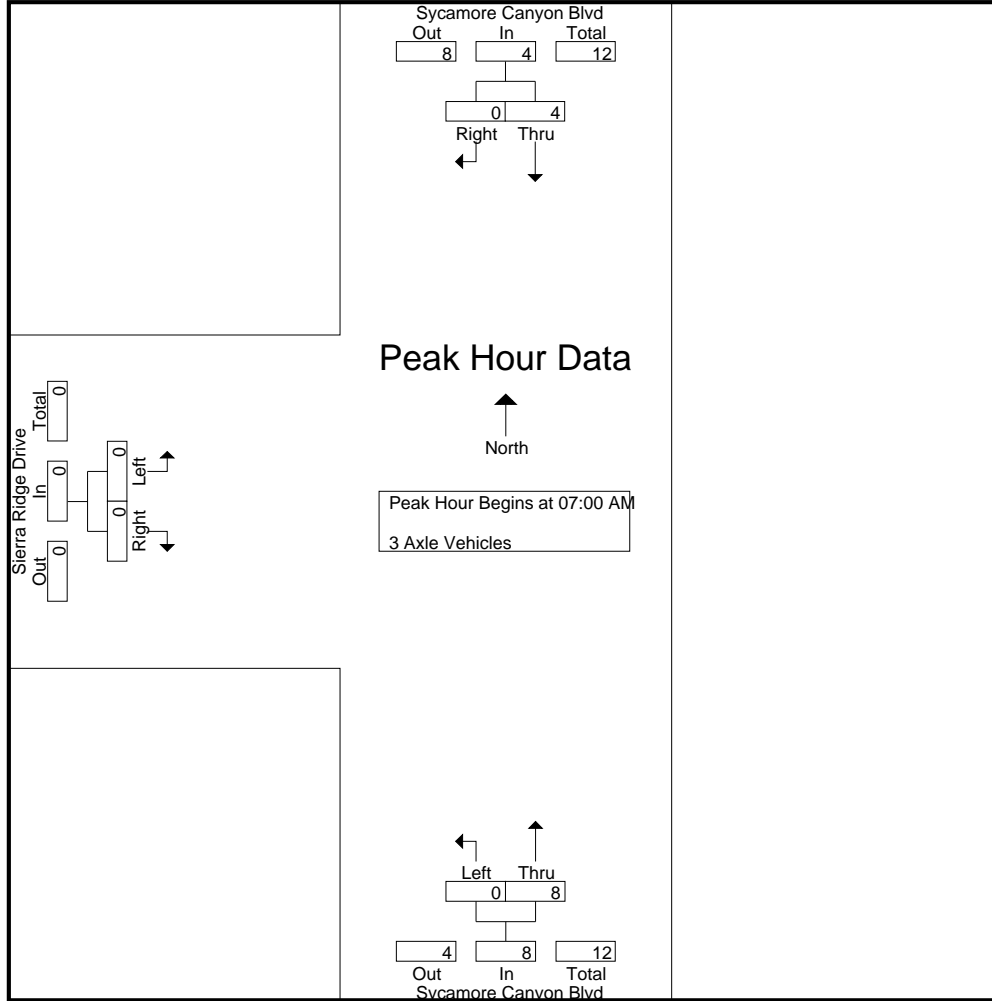 Sycamore Canyon Blvd
Out In Total
8 4 12
0 4
Right Thru
Peak Hour Data
North
Peak Hour Begins at 07:00 AM
3 Axle Vehicles
Sierra Ridge Drive
Out In Total
0 0 0
0 0
Right Left
Left Thru
0 8
4 8 12
Out In Total
Sycamore Canyon Blvd